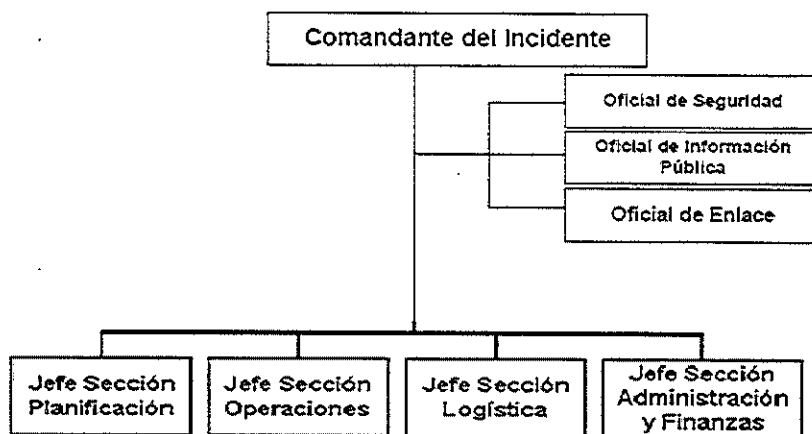 Comandante del Incidente
Oficial de Seguridad
Oficial de Información
Pública
Oficial de Enlace
Jefe Sección
Planificación
Jefe Sección
Operaciones
Jefe Sección
Logística
Jefe Sección
Administración
y Finanzas